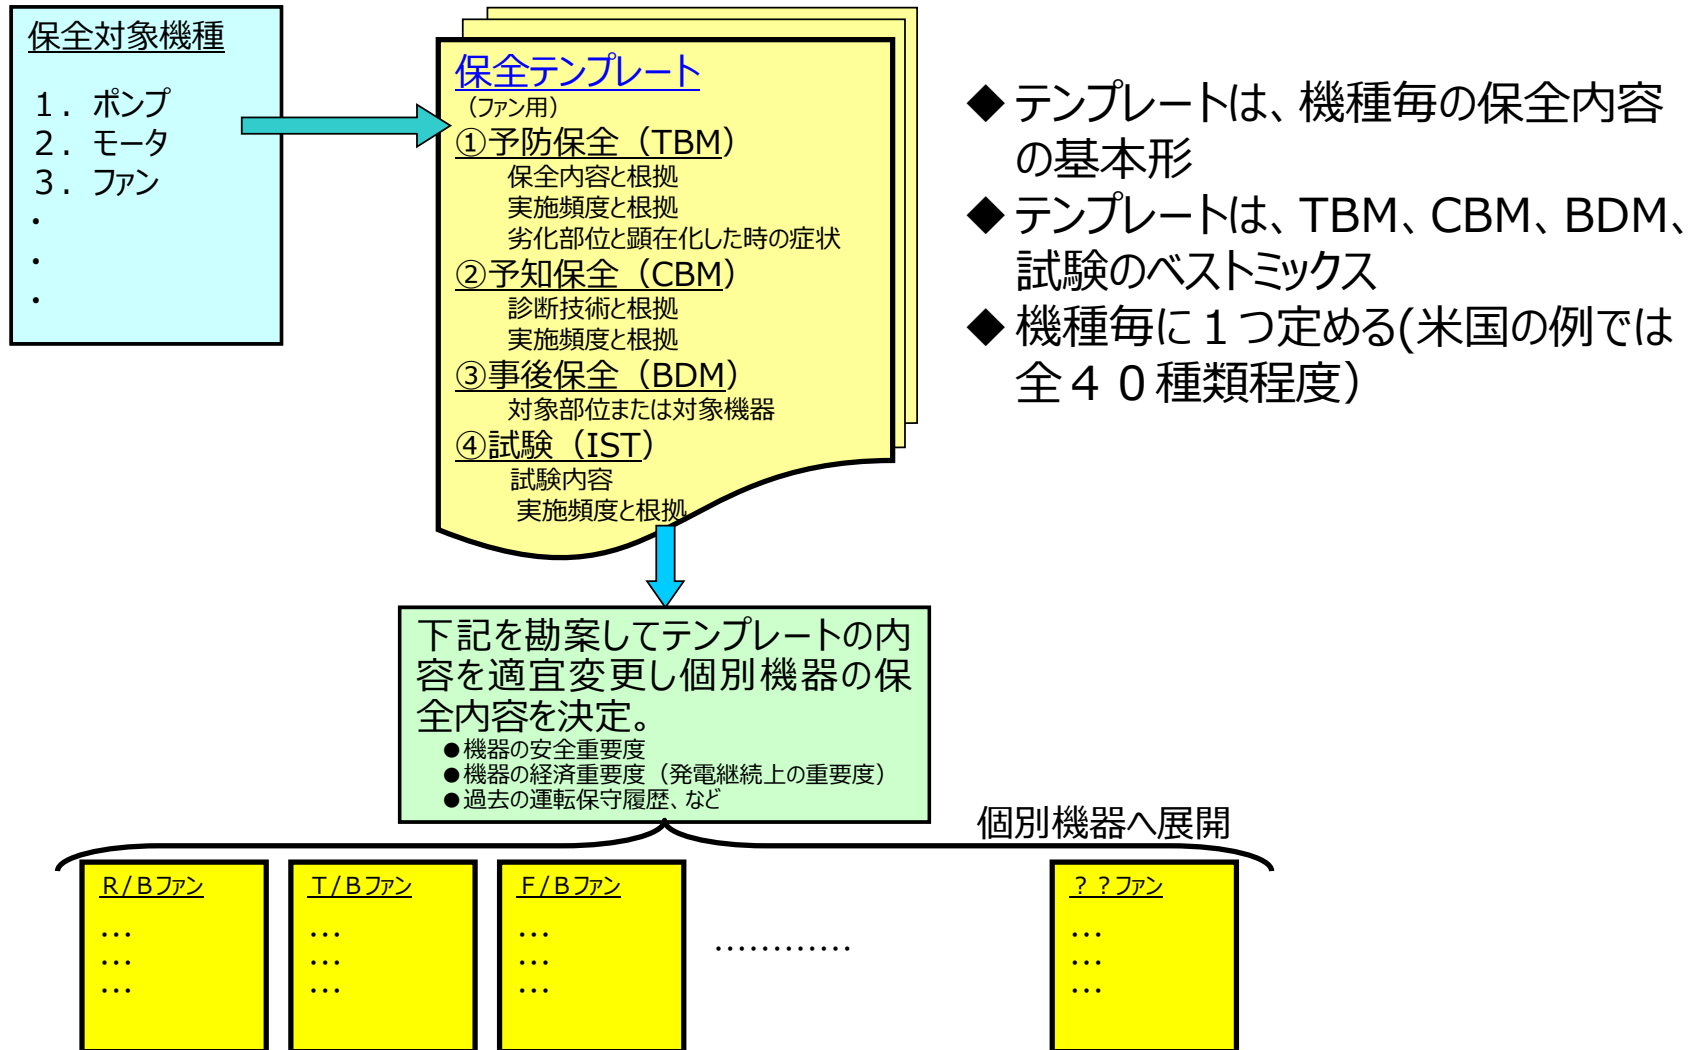 保全対象機種
１．ポンプ
２．モータ
３．ファン
・
・
・
保全テンプレート
（ファン用）
①予防保全（TBM）
保全内容と根拠
実施頻度と根拠
劣化部位と顕在化した時の症状
②予知保全（CBM）
診断技術と根拠
実施頻度と根拠
③事後保全（BDM）
対象部位または対象機器
④試験（IST）
試験内容
実施頻度と根拠
◆テンプレートは、機種毎の保全内容
の基本形
◆テンプレートは、TBM、CBM、BDM、
試験のベストミックス
◆機種毎に１つ定める(米国の例では
全４０種類程度）
下記を勘案してテンプレートの内
容を適宜変更し個別機器の保
全内容を決定。
●機器の安全重要度
●機器の経済重要度（発電継続上の重要度）
●過去の運転保守履歴、など
個別機器へ展開
Ｒ/Ｂファン
…
…
…
Ｔ/Ｂファン
…
…
…
Ｆ/Ｂファン
…
…
…
…………
？？ファン
…
…
…